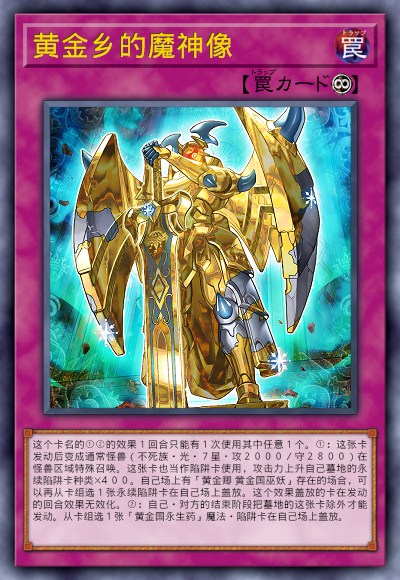 黄金乡的魔神像
トラップ
罠
トラップ
【罠カード】
这个卡名的①②的效果1回合只能有1次使用其中任意1个。①：这张卡
发动后变成通常怪兽（不死族·光·7星·攻2000/守2800）在
怪兽区域特殊召唤。这张卡也当作陷阱卡使用，攻击力上升自己墓地的永
续陷阱卡种类×400。自己场上有「黄金卿 黄金国巫妖」存在的场合，可
以再从卡组选1张永续陷阱卡在自己场上盖放。这个效果盖放的卡在发动
的回合效果无效化。②：自己·对方的结束阶段把墓地的这张卡除外才能
发动。从卡组选1张「黄金国永生药」魔法·陷阱卡在自己场上盖放。